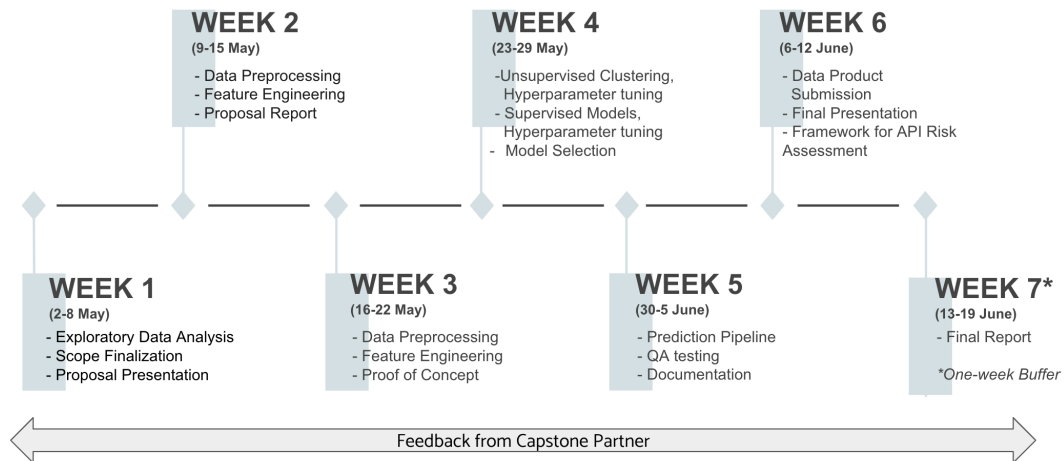 WEEK 2
(9-15 May)
- Data Preprocessing
- Feature Engineering
- Proposal Report
WEEK 4
(23-29 May)
-Unsupervised Clustering,
Hyperparameter tuning
- Supervised Models,
Hyperparameter tuning
- Model Selection
WEEK 6
(6-12 June)
- Data Product
Submission
- Final Presentation
- Framework for API Risk
Assessment
WEEK 1
(2-8 May)
- Exploratory Data Analysis
- Scope Finalization
- Proposal Presentation
WEEK 3
(16-22 May)
- Data Preprocessing
- Feature Engineering
- Proof of Concept
WEEK 5
(30-5 June)
- Prediction Pipeline
- QA testing
- Documentation
WEEK 7*
(13-19 June)
- Final Report
*One-week Buffer
Feedback from Capstone Partner